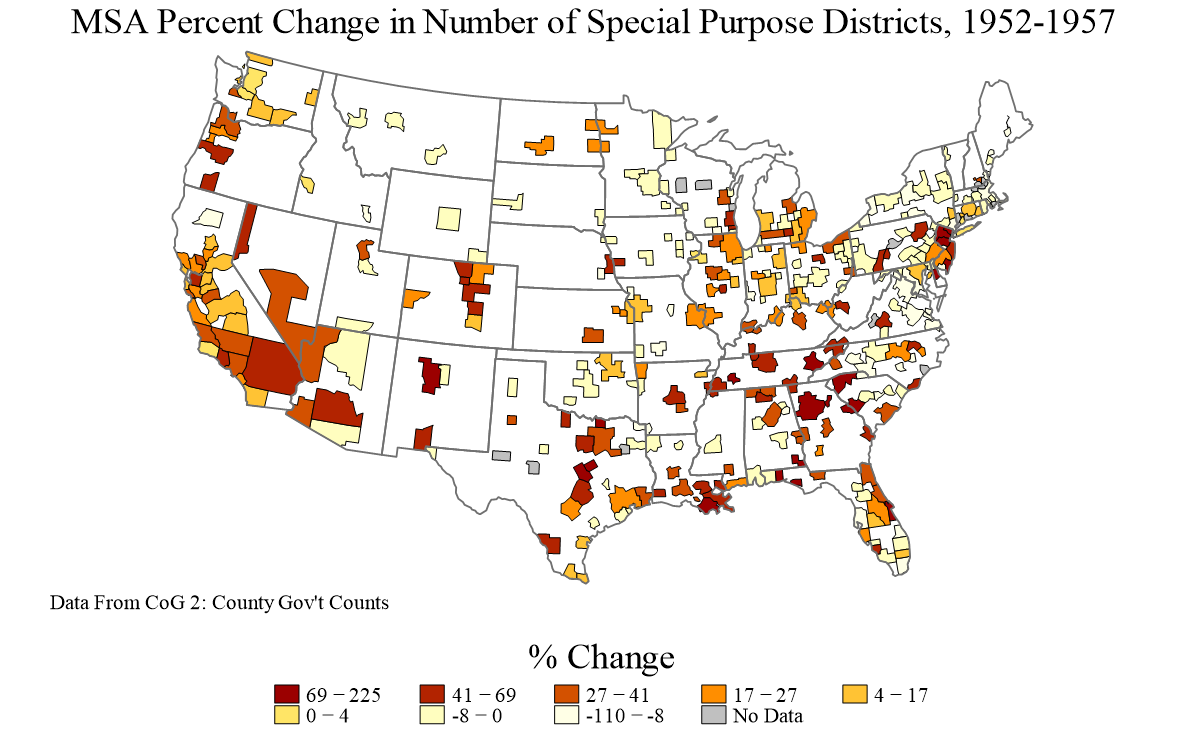 MSA Percent Change in Number of Special Purpose Districts, 1952-1957
Data From CoG 2: County Gov't Counts
% Change
69 − 225 41 − 69 27 − 41 17 − 27 4 − 17
0 − 4 -8 − 0 -110 − -8 No Data